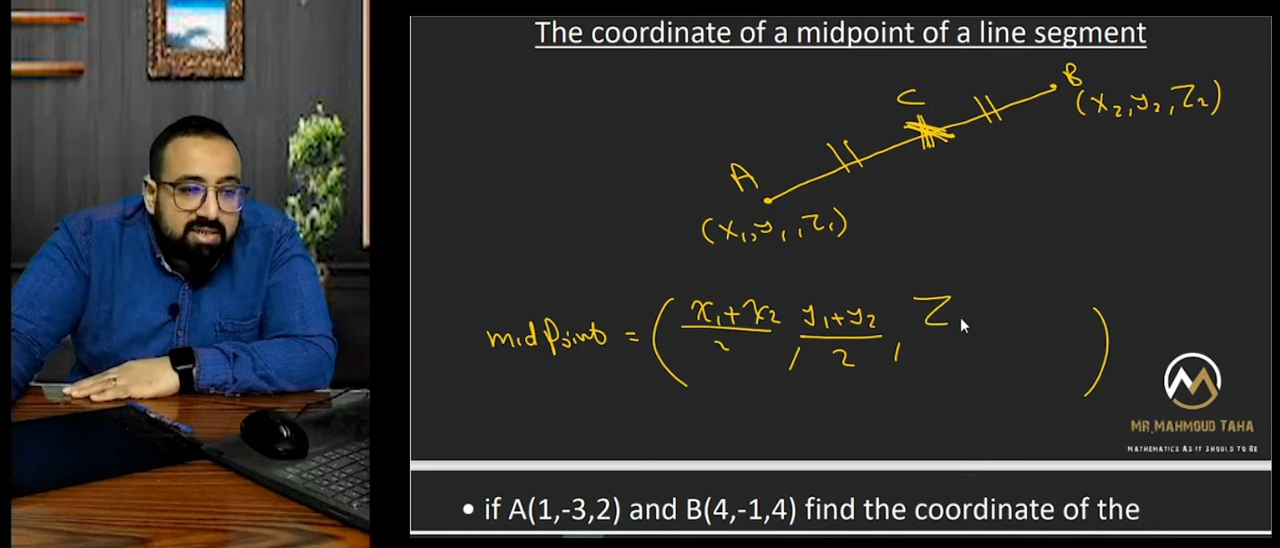 The coordinate of a midpoint of a line segment
B
(x₂,y₂,z₂)
C
A
(x₁,y₁,z₁)
midpoint = ( x₁+x₂/2 , y₁+y₂/2 , z )
MR.MAHMOUD TAHA
MATHEMATICS AS IT SHOULD TO BE
• if A(1,-3,2) and B(4,-1,4) find the coordinate of the